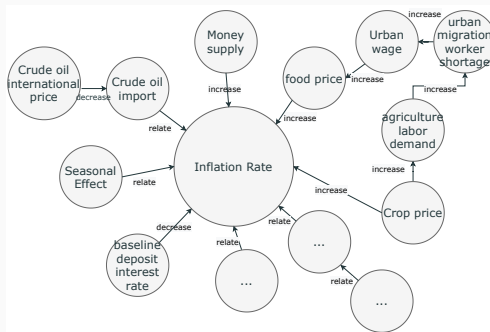 Crude oil
international
price
decrease
Crude oil
import
relate
Money
supply
increase
food price
increase
increase
Urban
wage
increase
urban
migration
worker
shortage
increase
agriculture
labor
demand
increase
Crop price
increase
Inflation Rate
Seasonal
Effect
relate
baseline
deposit
interest
rate
decrease
...
relate
...
relate
...
relate